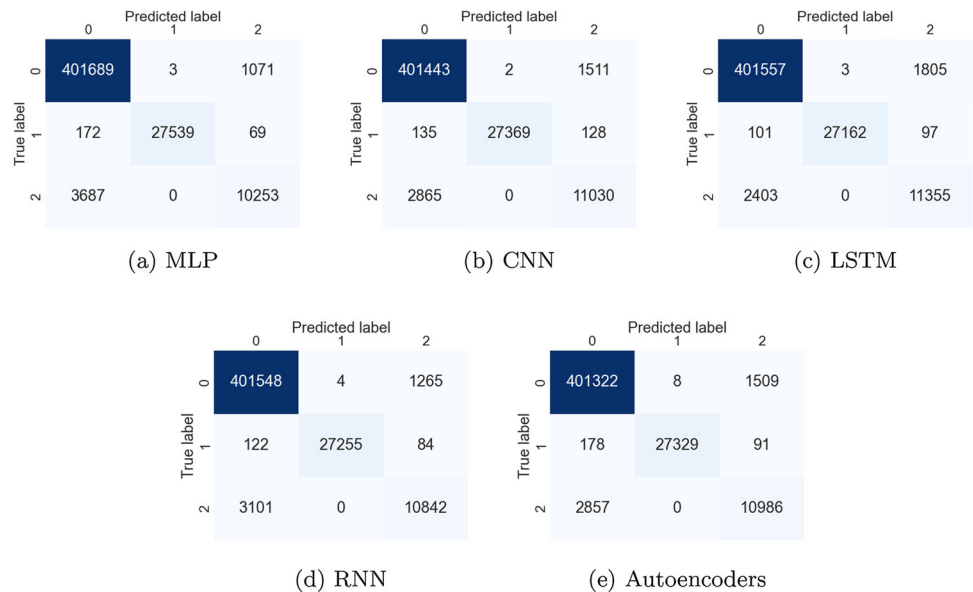 Predicted label
0 1 2
0 401689 3 1071
True label
1 172 27539 69
2 3687 0 10253
(a) MLP
Predicted label
0 1 2
0 401443 2 1511
True label
1 135 27369 128
2 2865 0 11030
(b) CNN
Predicted label
0 1 2
0 401557 3 1805
True label
1 101 27162 97
2 2403 0 11355
(c) LSTM
Predicted label
0 1 2
0 401548 4 1265
True label
1 122 27255 84
2 3101 0 10842
(d) RNN
Predicted label
0 1 2
0 401322 8 1509
True label
1 178 27329 91
2 2857 0 10986
(e) Autoencoders